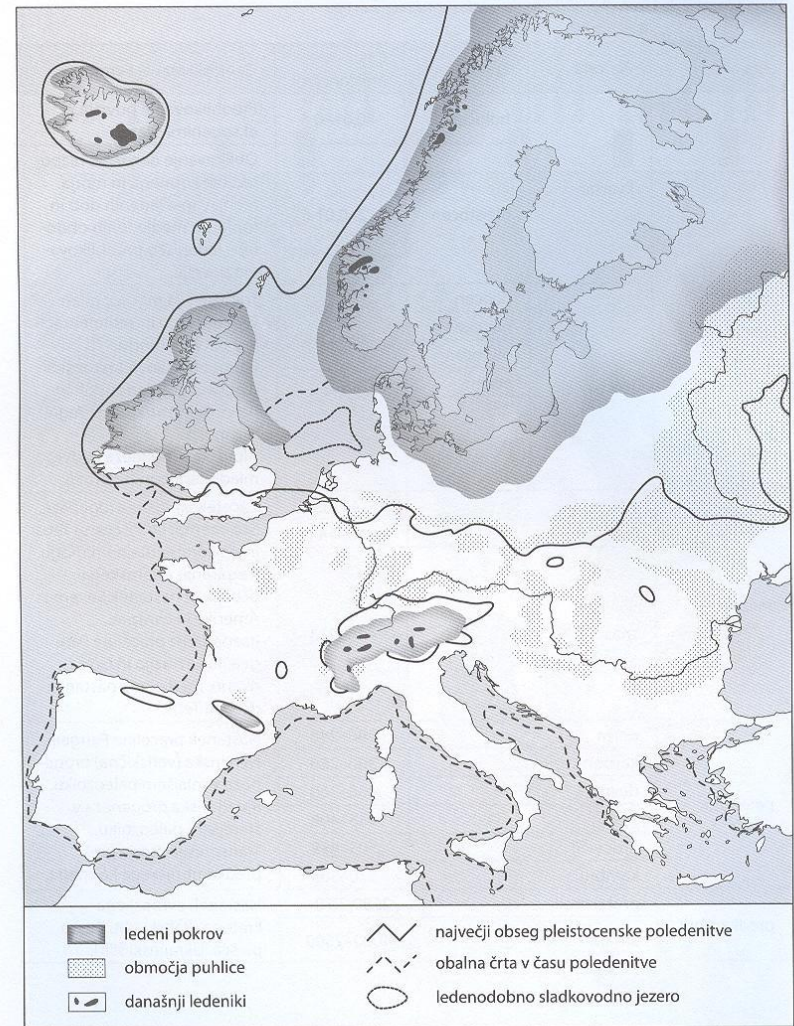 ledeni pokrov
območja puhlice
današnji ledeniki
največji obseg pleistocenske poledenitve
obalna črta v času poledenitve
ledenodobno sladkovodno jezero